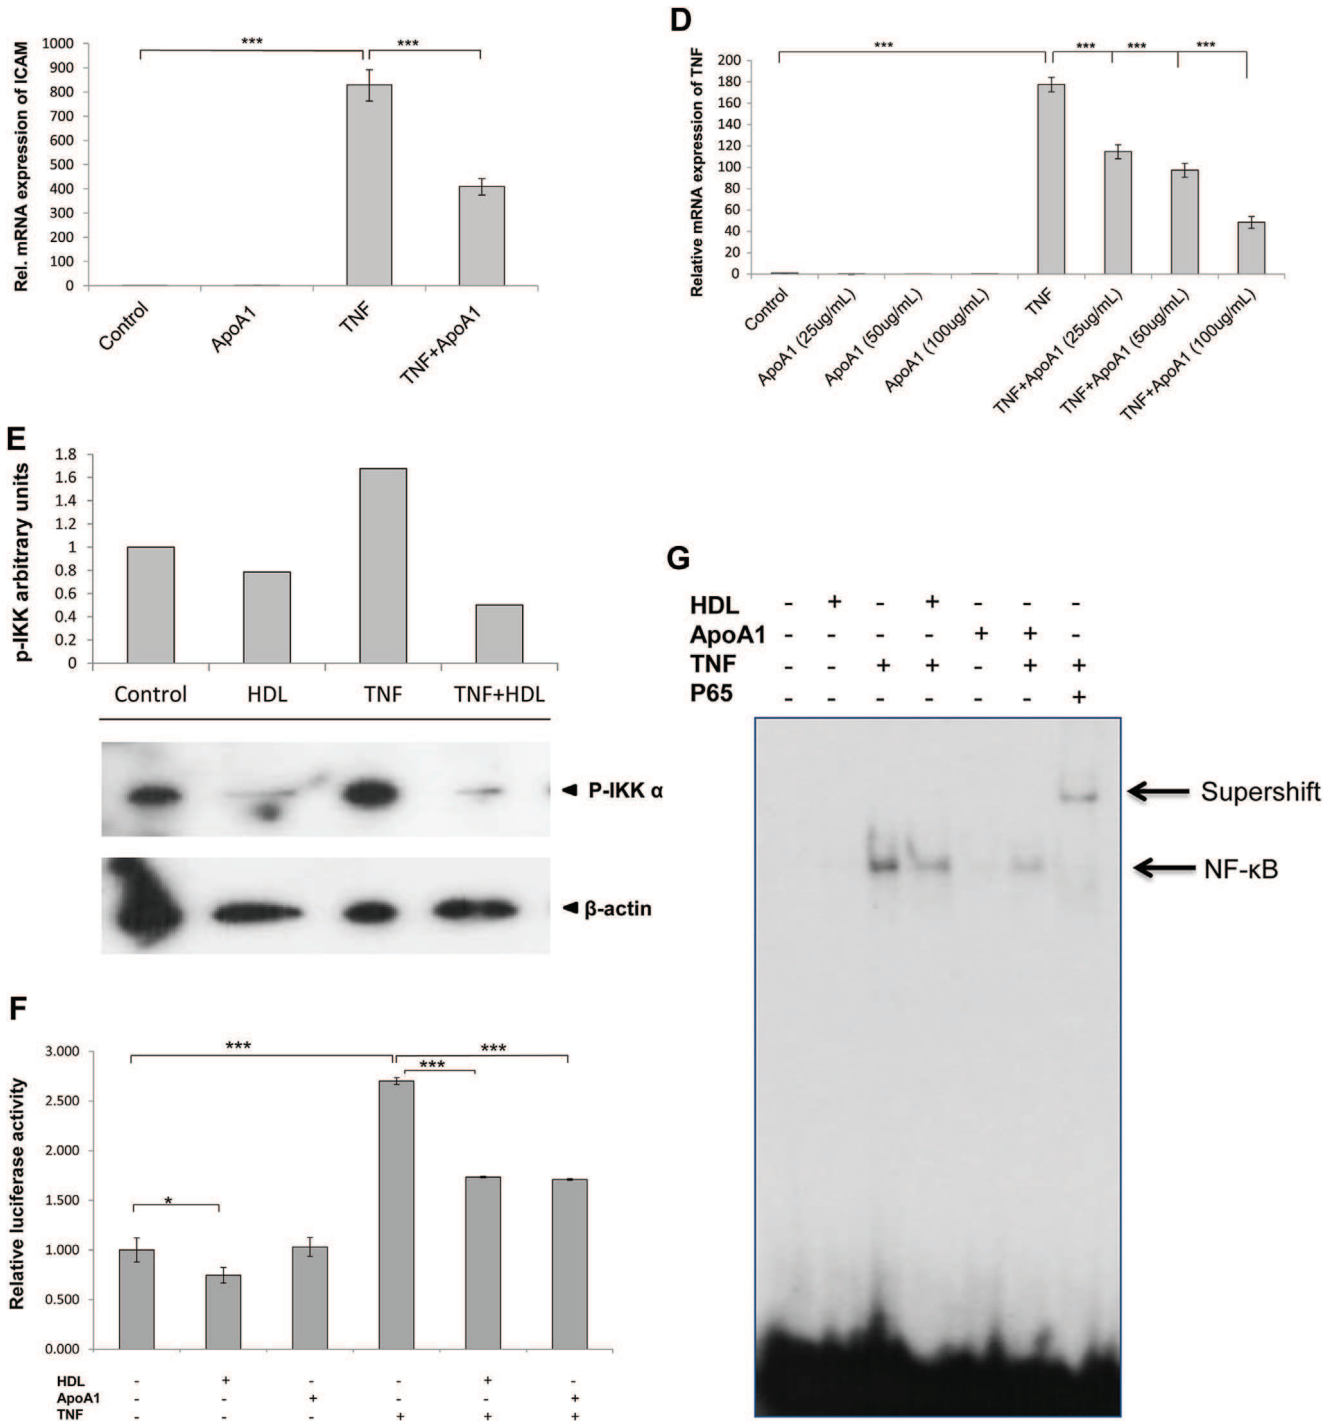 Rel. mRNA expression of ICAM
1000
900
800
700
600
500
400
300
200
100
0
***
***
Control
ApoA1
TNF
TNF+ApoA1
D
Relative mRNA expression of TNF
200
180
160
140
120
100
80
60
40
20
0
***
***
***
***
Control
ApoA1 (25ug/mL)
ApoA1 (50ug/mL)
ApoA1 (100ug/mL)
TNF
TNF+ApoA1 (25ug/mL)
TNF+ApoA1 (50ug/mL)
TNF+ApoA1 (100ug/mL)
E
p-IKK arbitrary units
1.8
1.6
1.4
1.2
1
0.8
0.6
0.4
0.2
0
Control HDL TNF TNF+HDL
P-IKK α
β-actin
F
Relative luciferase activity
3.000
2.500
2.000
1.500
1.000
0.500
0.000
*
***
***
***
HDL - + - - + -
ApoA1 - - + - - +
TNF - - - + + +
G
HDL - + - + - - -
ApoA1 - - - - + + -
TNF - - + + - + +
P65 - - - - - - +
Supershift
NF-κB